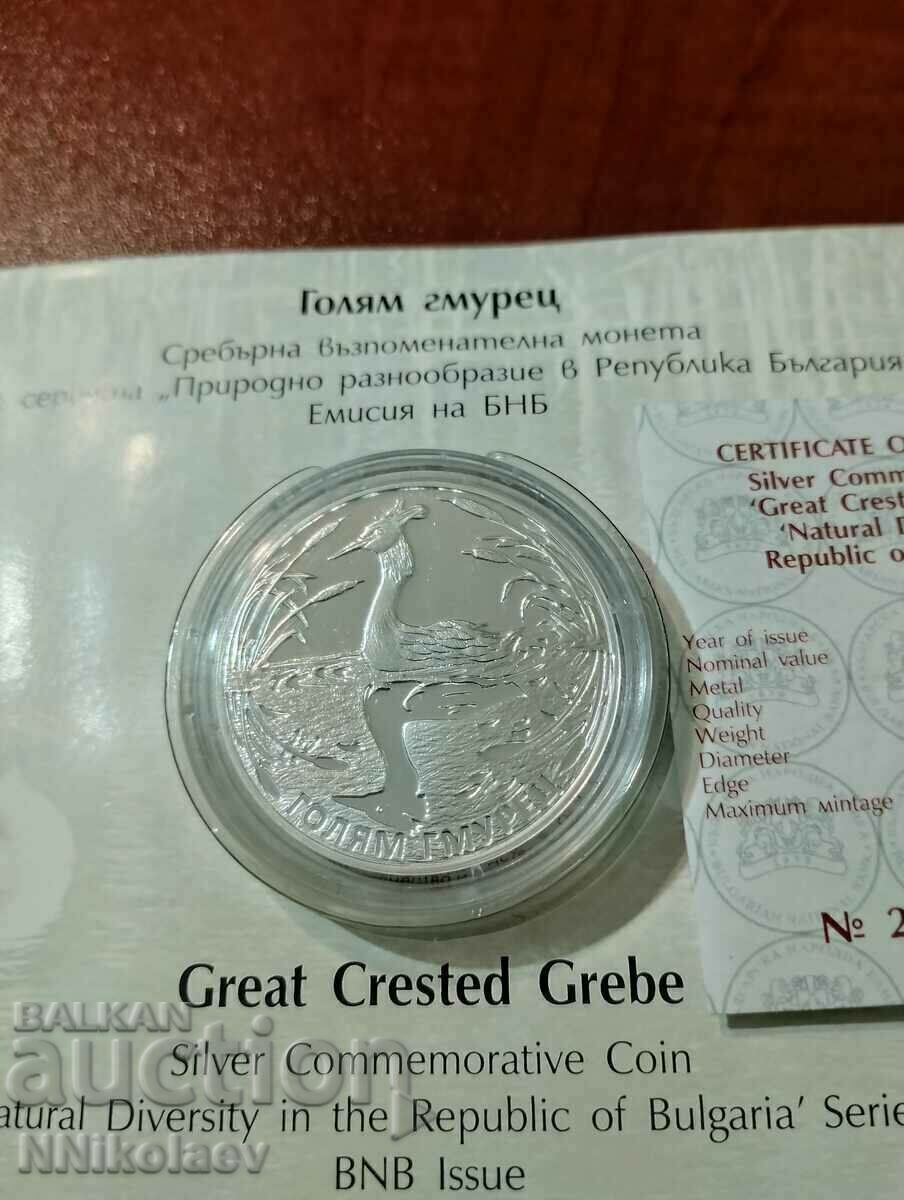 Голям гмурец
Сребърна възпоменателна монета
„Природно разнообразие в Република България
Емисия на БНБ
CERTIFICATE O
Silver Comm
'Great Crest
'Natural
Republic o
Year of issue
Nominal value
Metal
Quality
Weight
Diameter
Edge
Maximum mintage
№ 2
ГОЛЯМ ГМУРЕЦ
Great Crested Grebe
Silver Commemorative Coin
atural Diversity in the Republic of Bulgaria' Serie
BNB Issue
BALKAN
auction
NNikolaev